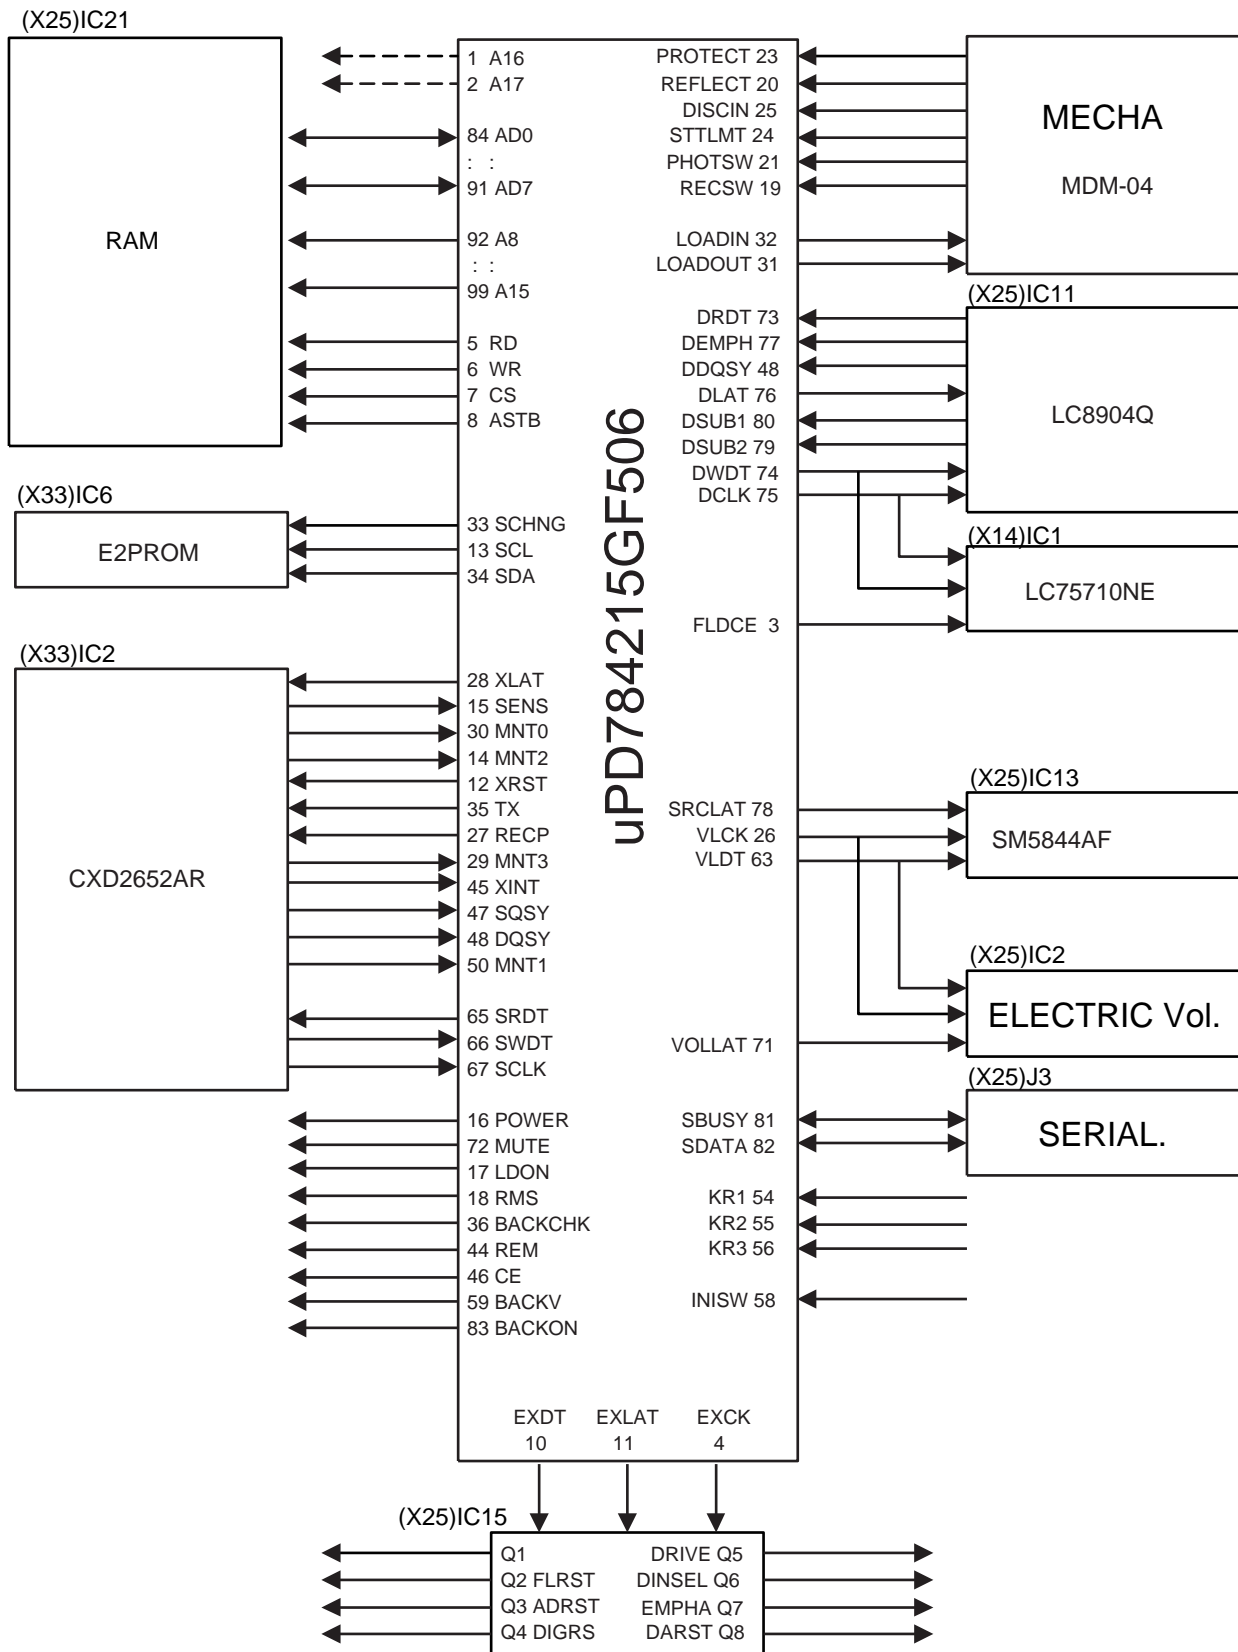 (X25)IC21
RAM
(X33)IC6
E2PROM
(X33)IC2
CXD2652AR
1 A16
2 A17
84 AD0
: :
91 AD7
92 A8
: :
99 A15
5 RD
6 WR
7 CS
8 ASTB
33 SCHNG
13 SCL
34 SDA
28 XLAT
15 SENS
30 MNT0
14 MNT2
12 XRST
35 TX
27 RECP
29 MNT3
45 XINT
47 SQSY
48 DQSY
50 MNT1
65 SRDT
66 SWDT
67 SCLK
16 POWER
72 MUTE
17 LDON
18 RMS
36 BACKCHK
44 REM
46 CE
59 BACKV
83 BACKON
uPD784215GF506
PROTECT 23
REFLECT 20
DISCIN 25
STTLMT 24
PHOTSW 21
RECSW 19
LOADIN 32
LOADOUT 31
DRDT 73
DEMPH 77
DDQSY 48
DLAT 76
DSUB1 80
DSUB2 79
DWDT 74
DCLK 75
FLDCE 3
SRCLAT 78
VLCK 26
VLDT 63
VOLLAT 71
SBUSY 81
SDATA 82
KR1 54
KR2 55
KR3 56
INISW 58
MECHA
MDM-04
(X25)IC11
LC8904Q
(X14)IC1
LC75710NE
(X25)IC13
SM5844AF
(X25)IC2
ELECTRIC Vol.
(X25)J3
SERIAL.
EXDT EXLAT EXCK
10 11 4
(X25)IC15
Q1 DRIVE Q5
Q2 FLRST DINSEL Q6
Q3 ADRST EMPHA Q7
Q4 DIGRS DARST Q8